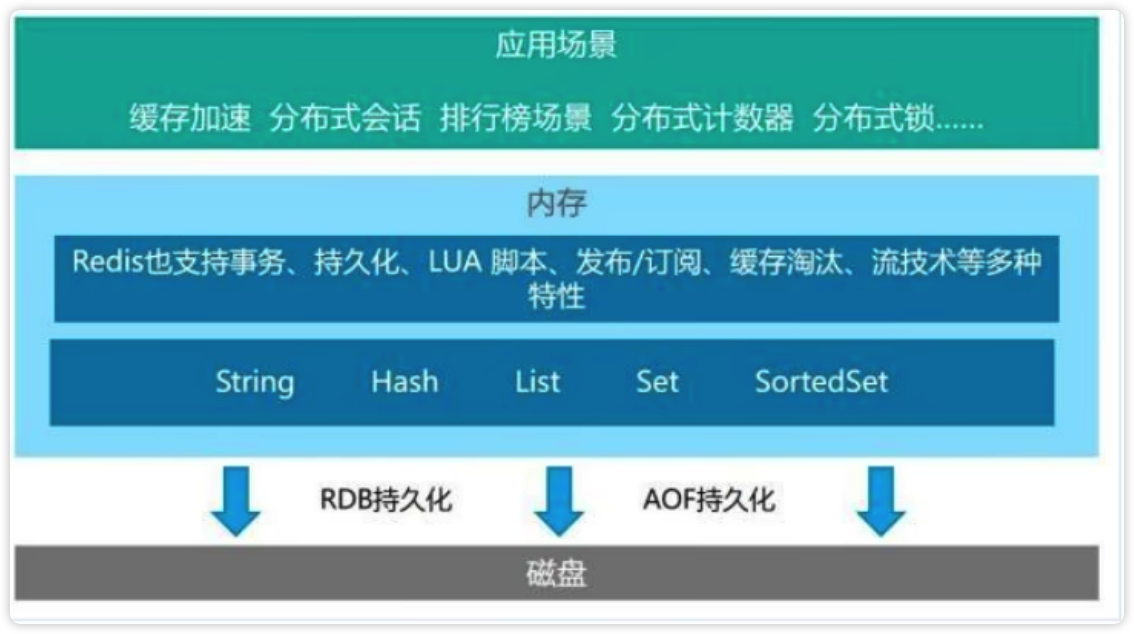 应用场景
缓存加速 分布式会话 排行榜场景 分布式计数器 分布式锁......
内存
Redis也支持事务、持久化、LUA 脚本、发布/订阅、缓存淘汰、流技术等多种
特性
String Hash List Set SortedSet
RDB持久化 AOF持久化
磁盘